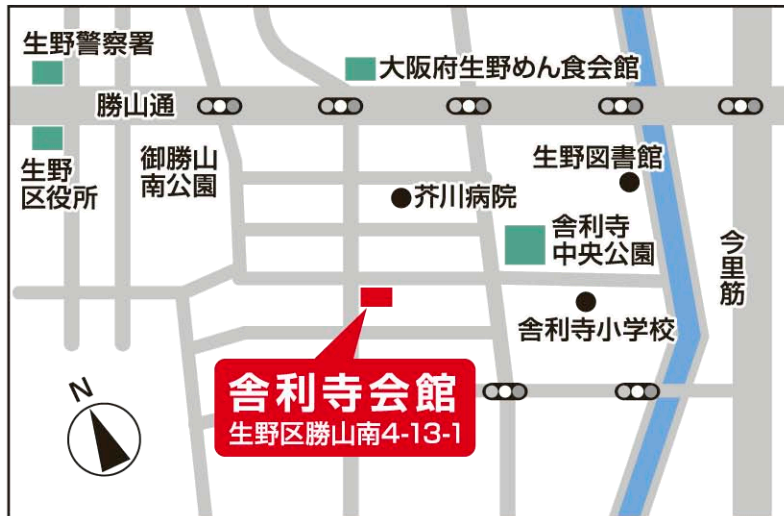 生野警察署
大阪府生野めん食会館
勝山通
生野
区役所
御勝山
南公園
生野図書館
芥川病院
舎利寺
中央公園
今里筋
舎利寺小学校
舎利寺会館
生野区勝山南4-13-1
N